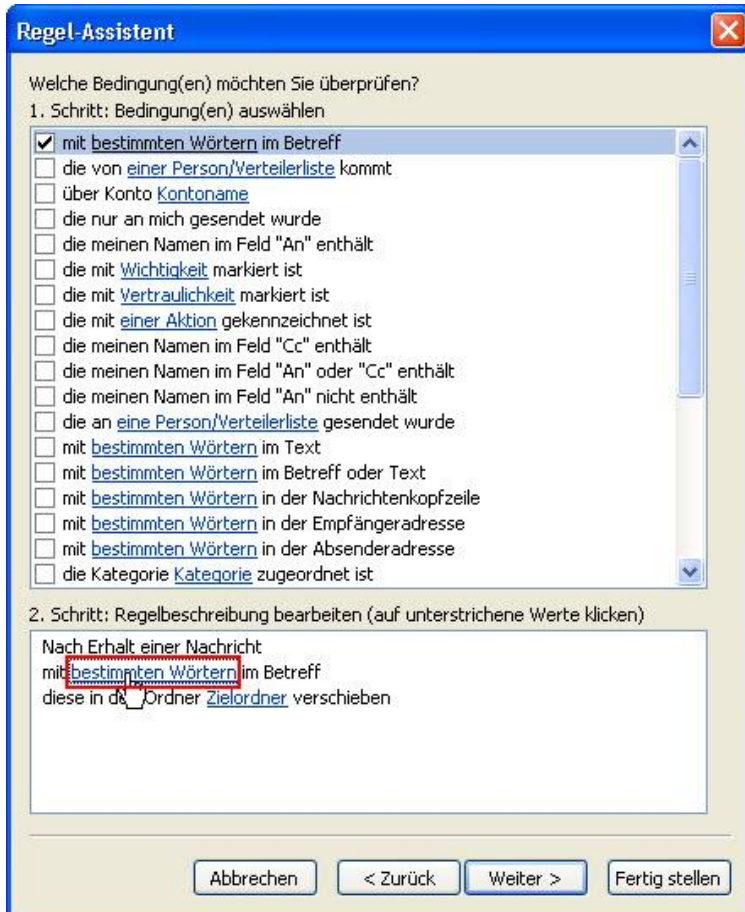 Regel-Assistent
Welche Bedingung(en) möchten Sie überprüfen?
1. Schritt: Bedingung(en) auswählen
mit bestimmten Wörtern im Betreff
die von einer Person/Verteilerliste kommt
über Konto Kontoname
die nur an mich gesendet wurde
die meinen Namen im Feld "An" enthält
die mit Wichtigkeit markiert ist
die mit Vertraulichkeit markiert ist
die mit einer Aktion gekennzeichnet ist
die meinen Namen im Feld "Cc" enthält
die meinen Namen im Feld "An" oder "Cc" enthält
die meinen Namen im Feld "An" nicht enthält
die an eine Person/Verteilerliste gesendet wurde
mit bestimmten Wörtern im Text
mit bestimmten Wörtern im Betreff oder Text
mit bestimmten Wörtern in der Nachrichtenkopfzeile
mit bestimmten Wörtern in der Empfängeradresse
mit bestimmten Wörtern in der Absenderadresse
die Kategorie Kategorie zugeordnet ist
2. Schritt: Regelbeschreibung bearbeiten (auf unterstrichene Werte klicken)
Nach Erhalt einer Nachricht
mit bestimmten Wörtern im Betreff
diese in Ordner Zielordner verschieben
Abbrechen < Zurück Weiter > Fertig stellen